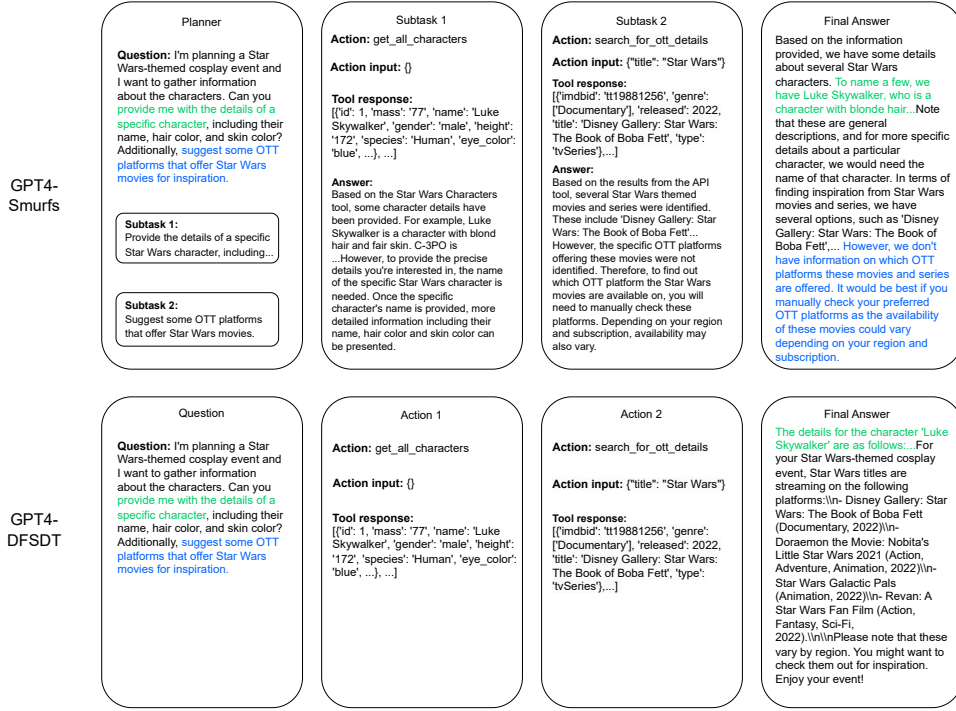 GPT4-
Smurfs
Planner
Question: I'm planning a Star
Wars-themed cosplay event and
I want to gather information
about the characters. Can you
provide me with the details of a
specific character, including their
name, hair color, and skin color?
Additionally, suggest some OTT
platforms that offer Star Wars
movies for inspiration.
Subtask 1:
Provide the details of a specific
Star Wars character, including...
Subtask 2:
Suggest some OTT platforms
that offer Star Wars movies.
Subtask 1
Action: get_all_characters
Action input: {}
Tool response:
[{'id': 1, 'mass': '77', 'name': 'Luke
Skywalker', 'gender': 'male', 'height':
'172', 'species': 'Human', 'eye_color':
'blue', ...}, ...]
Answer:
Based on the Star Wars Characters
tool, some character details have
been provided. For example, Luke
Skywalker is a character with blond
hair and fair skin. C-3PO is
...However, to provide the precise
details you're interested in, the name
of the specific Star Wars character is
needed. Once the specific
character's name is provided, more
detailed information including their
name, hair color and skin color can
be presented.
Subtask 2
Action: search_for_ott_details
Action input: {"title": "Star Wars"}
Tool response:
[{'imdbid': 'tt19881256', 'genre':
['Documentary'], 'released': 2022,
'title': 'Disney Gallery: Star Wars:
The Book of Boba Fett', 'type':
'tvSeries'},...]
Answer:
Based on the results from the API
tool, several Star Wars themed
movies and series were identified.
These include 'Disney Gallery: Star
Wars: The Book of Boba Fett'...
However, the specific OTT platforms
offering these movies were not
identified. Therefore, to find out
which OTT platform the Star Wars
movies are available on, you will
need to manually check these
platforms. Depending on your region
and subscription, availability may
also vary.
Final Answer
Based on the information
provided, we have some details
about several Star Wars
characters. To name a few, we
have Luke Skywalker, who is a
character with blonde hair...Note
that these are general
descriptions, and for more specific
details about a particular
character, we would need the
name of that character. In terms of
finding inspiration from Star Wars
movies and series, we have
several options, such as 'Disney
Gallery: Star Wars: The Book of
Boba Fett',... However, we don't
have information on which OTT
platforms these movies and series
are offered. It would be best if you
manually check your preferred
OTT platforms as the availability
of these movies could vary
depending on your region and
subscription.
GPT4-
DFSDT
Question
Question: I'm planning a Star
Wars-themed cosplay event and
I want to gather information
about the characters. Can you
provide me with the details of a
specific character, including their
name, hair color, and skin color?
Additionally, suggest some OTT
platforms that offer Star Wars
movies for inspiration.
Action 1
Action: get_all_characters
Action input: {}
Tool response:
[{'id': 1, 'mass': '77', 'name': 'Luke
Skywalker', 'gender': 'male', 'height':
'172', 'species': 'Human', 'eye_color':
'blue', ...}, ...]
Action 2
Action: search_for_ott_details
Action input: {"title": "Star Wars"}
Tool response:
[{'imdbid': 'tt19881256', 'genre':
['Documentary'], 'released': 2022,
'title': 'Disney Gallery: Star Wars:
The Book of Boba Fett', 'type':
'tvSeries'},...]
Final Answer
The details for the character 'Luke
Skywalker' are as follows:...For
your Star Wars-themed cosplay
event, Star Wars titles are
streaming on the following
platforms:\\n- Disney Gallery: Star
Wars: The Book of Boba Fett
(Documentary, 2022)\\n-
Doraemon the Movie: Nobita's
Little Star Wars 2021 (Action,
Adventure, Animation, 2022)\\n-
Star Wars Galactic Pals
(Animation, 2022)\\n- Revan: A
Star Wars Fan Film (Action,
Fantasy, Sci-Fi,
2022).\\n\\nPlease note that these
vary by region. You might want to
check them out for inspiration.
Enjoy your event!